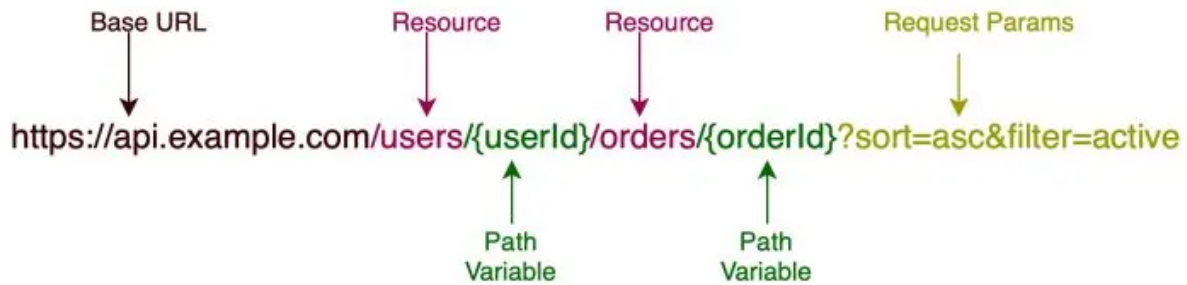 Base URL
Resource
Resource
Request Params
https://api.example.com/users/{userId}/orders/{orderId}?sort=asc&filter=active
Path
Variable
Path
Variable